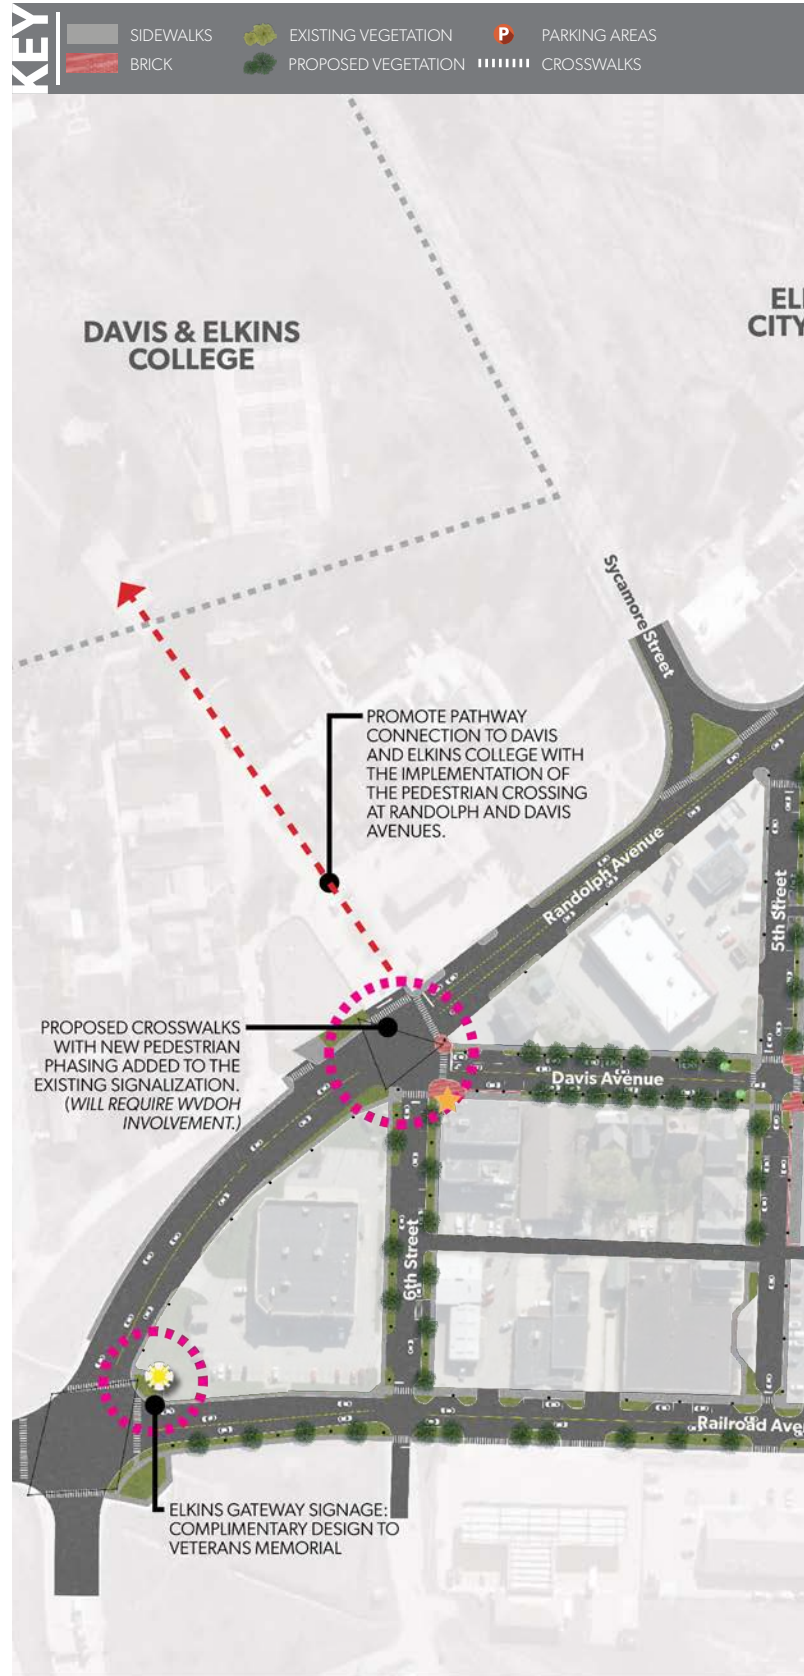 KEY
SIDEWALKS
EXISTING VEGETATION
P
PARKING AREAS
BRICK
PROPOSED VEGETATION
CROSSWALKS
DAVIS & ELKINS
COLLEGE
CITY
Sycamore Street
PROMOTE PATHWAY
CONNECTION TO DAVIS
AND ELKINS COLLEGE WITH
THE IMPLEMENTATION OF
THE PEDESTRIAN CROSSING
AT RANDOLPH AND DAVIS
AVENUES.
Randolph Avenue
5th Street
PROPOSED CROSSWALKS
WITH NEW PEDESTRIAN
PHASING ADDED TO THE
EXISTING SIGNALIZATION.
(WILL REQUIRE WVDOH
INVOLVEMENT.)
Davis Avenue
6th Street
Railroad Ave
ELKINS GATEWAY SIGNAGE:
COMPLIMENTARY DESIGN TO
VETERANS MEMORIAL